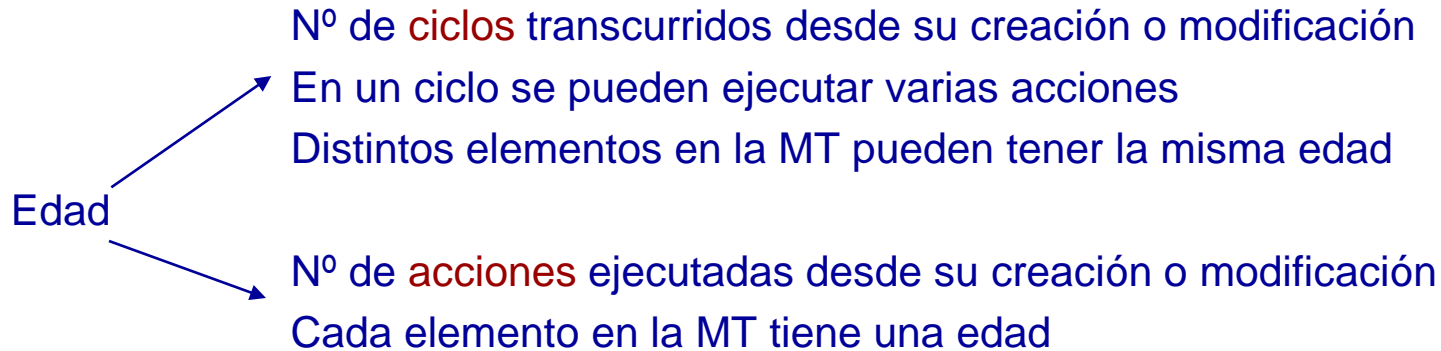 Nº de ciclos transcurridos desde su creación o modificación
En un ciclo se pueden ejecutar varias acciones
Distintos elementos en la MT pueden tener la misma edad
Edad
Nº de acciones ejecutadas desde su creación o modificación
Cada elemento en la MT tiene una edad